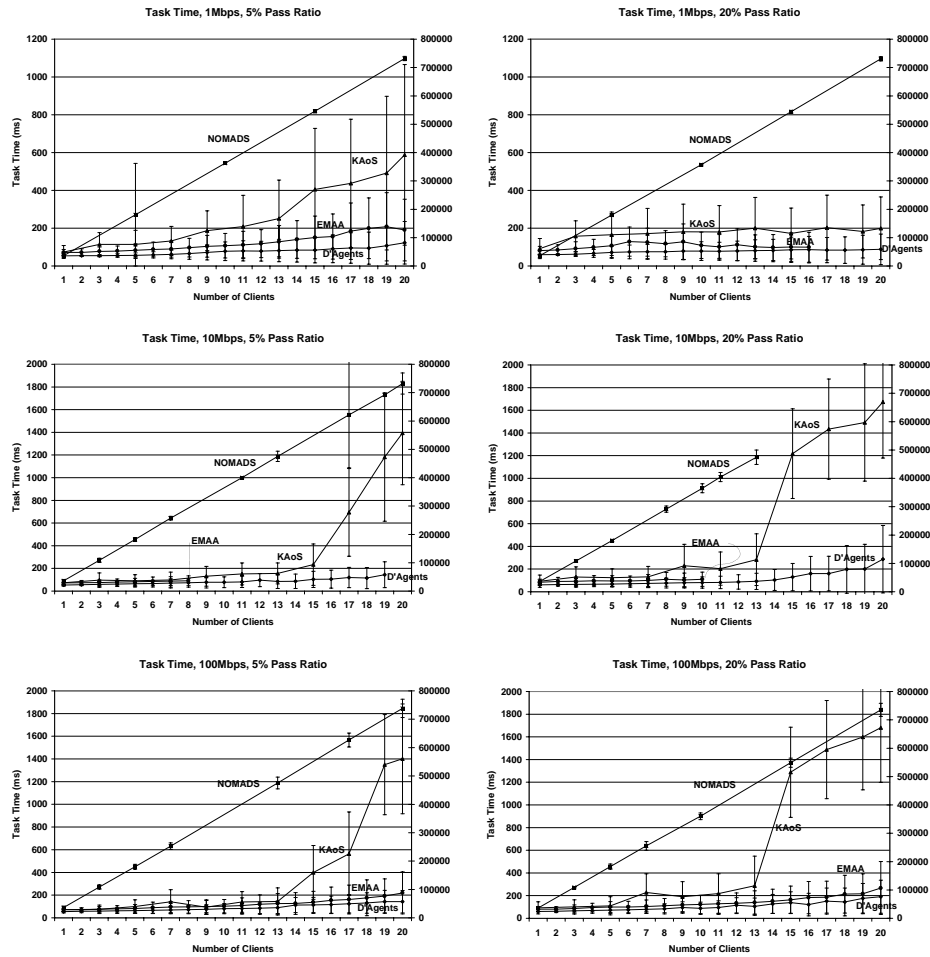 Task Time, 1Mbps, 5% Pass Ratio
Task Time (ms)
1200
1000
800
600
400
200
0
800000
700000
600000
500000
400000
300000
200000
100000
0
NOMADS
KAoS
EMAA
D'Agents
1 2 3 4 5 6 7 8 9 10 11 12 13 14 15 16 17 18 19 20
Number of Clients
Task Time, 1Mbps, 20% Pass Ratio
Task Time (ms)
1200
1000
800
600
400
200
0
800000
700000
600000
500000
400000
300000
200000
100000
0
NOMADS
KAoS
EMAA
D'Agents
1 2 3 4 5 6 7 8 9 10 11 12 13 14 15 16 17 18 19 20
Number of Clients
Task Time, 10Mbps, 5% Pass Ratio
Task Time (ms)
2000
1800
1600
1400
1200
1000
800
600
400
200
0
800000
700000
600000
500000
400000
300000
200000
100000
0
NOMADS
EMAA
KAoS
D'Agents
1 3 4 5 6 7 8 9 10 11 12 13 14 15 16 17 18 19 20
Number of Clients
Task Time, 10Mbps, 20% Pass Ratio
Task Time (ms)
2000
1800
1600
1400
1200
1000
800
600
400
200
0
800000
700000
600000
500000
400000
300000
200000
100000
0
KAoS
NOMADS
EMAA
D'Agents
1 3 4 5 6 7 8 9 10 11 12 13 14 15 16 17 18 19 20
Number of Clients
Task Time, 100Mbps, 5% Pass Ratio
Task Time (ms)
2000
1800
1600
1400
1200
1000
800
600
400
200
0
800000
700000
600000
500000
400000
300000
200000
100000
0
NOMADS
KAoS
EMAA
D'Agents
1 3 4 5 6 7 8 9 10 11 12 13 14 15 16 17 18 19 20
Number of Clients
Task Time, 100Mbps, 20% Pass Ratio
Task Time (ms)
2000
1800
1600
1400
1200
1000
800
600
400
200
0
800000
700000
600000
500000
400000
300000
200000
100000
0
NOMADS
KAoS
EMAA
D'Agents
1 3 4 5 6 7 8 9 10 11 12 13 14 15 16 17 18 19 20
Number of Clients